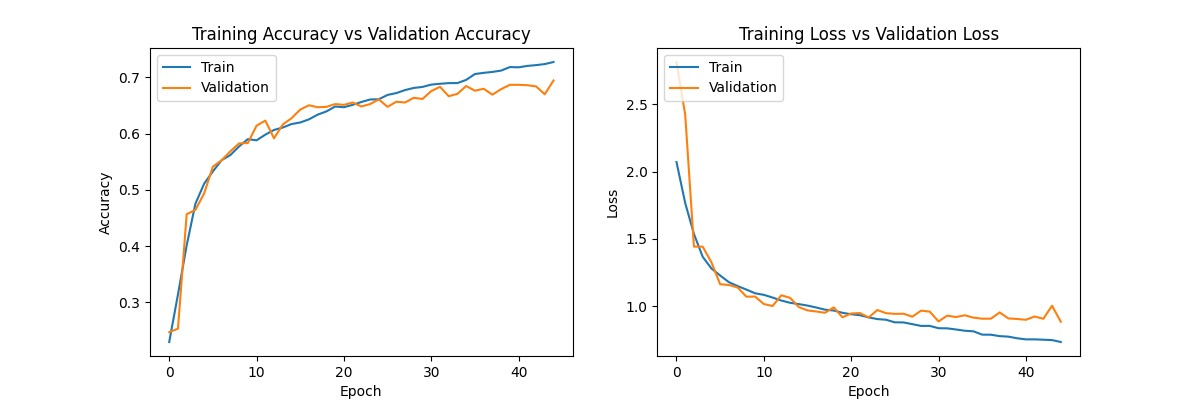 Training Accuracy vs Validation Accuracy
Train
Validation
0.7
0.6
0.5
0.4
0.3
Accuracy
0 10 20 30 40
Epoch
Training Loss vs Validation Loss
Train
Validation
2.5
2.0
1.5
1.0
Loss
0 10 20 30 40
Epoch